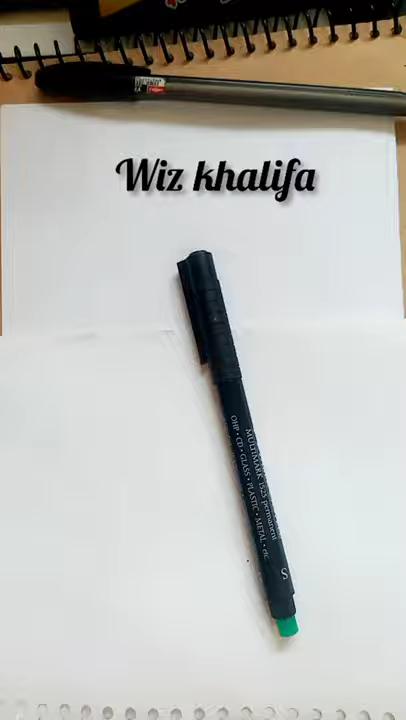 Wiz khalifa
MULTIMARK 1525 permanent
OHP • CD • GLASS • PLASTIC • METAL • etc.
S